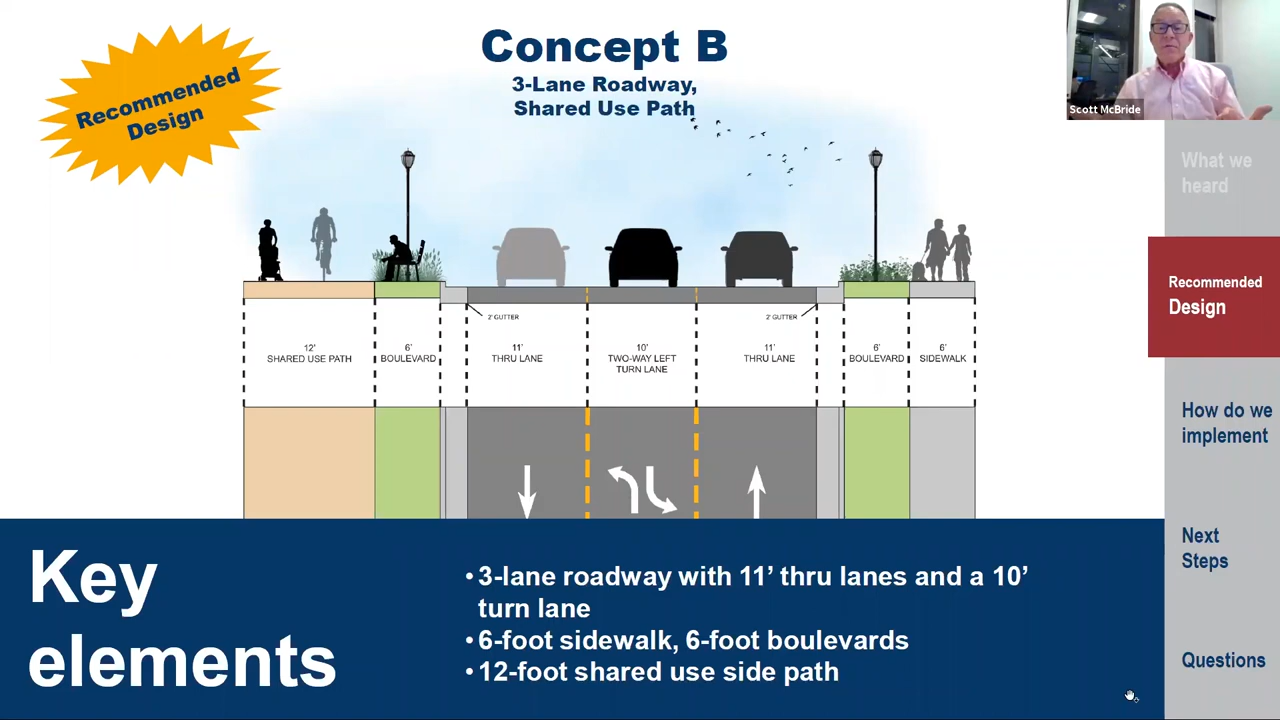 Recommended
Design
Concept B
3-Lane Roadway,
Shared Use Path
Scott McBride
What we
heard
Recommended
Design
How do we
implement
Next
Steps
Questions
2' GUTTER
2' GUTTER
12'
SHARED USE PATH
6'
BOULEVARD
11'
THRU LANE
10'
TWO-WAY LEFT
TURN LANE
11'
THRU LANE
6'
BOULEVARD
6'
SIDEWALK
Key
elements
• 3-lane roadway with 11’ thru lanes and a 10’
turn lane
• 6-foot sidewalk, 6-foot boulevards
• 12-foot shared use side path